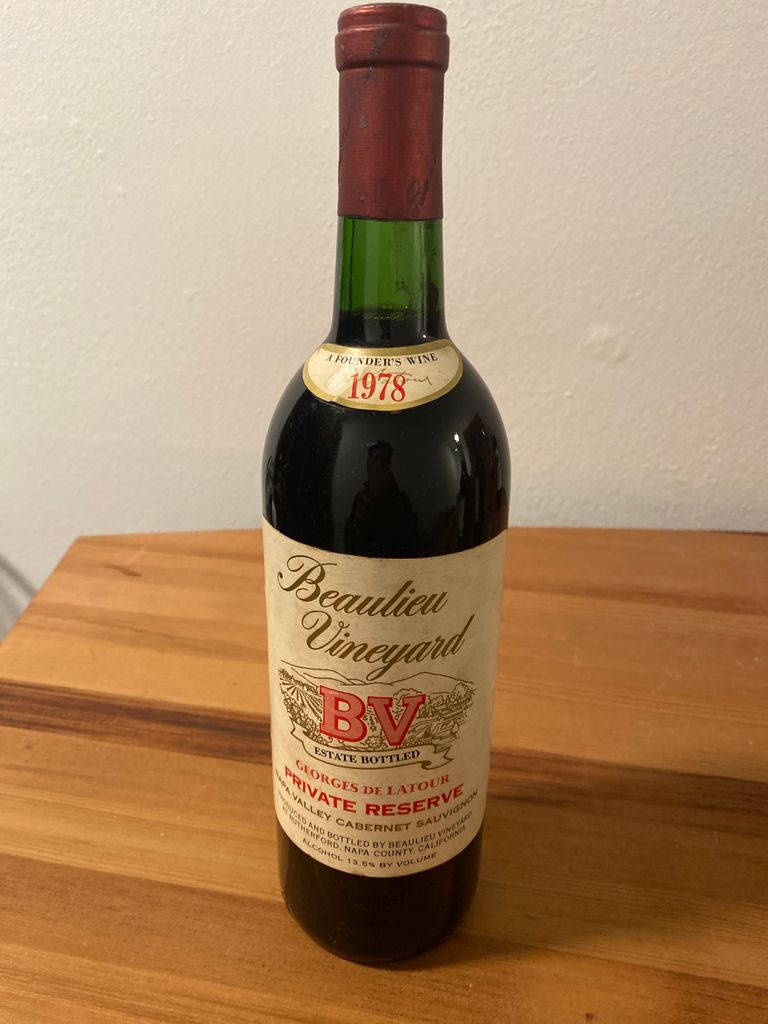 A FOUNDER'S WINE
1978
Beaulieu
Vineyard
BV
ESTATE BOTTLED
GEORGES DE LATOUR
PRIVATE RESERVE
NAPA VALLEY CABERNET SAUVIGNON
PRODUCED AND BOTTLED BY BEAULIEU VINEYARD
AT RUTHERFORD, NAPA COUNTY, CALIFORNIA
ALCOHOL 13.5% BY VOLUME